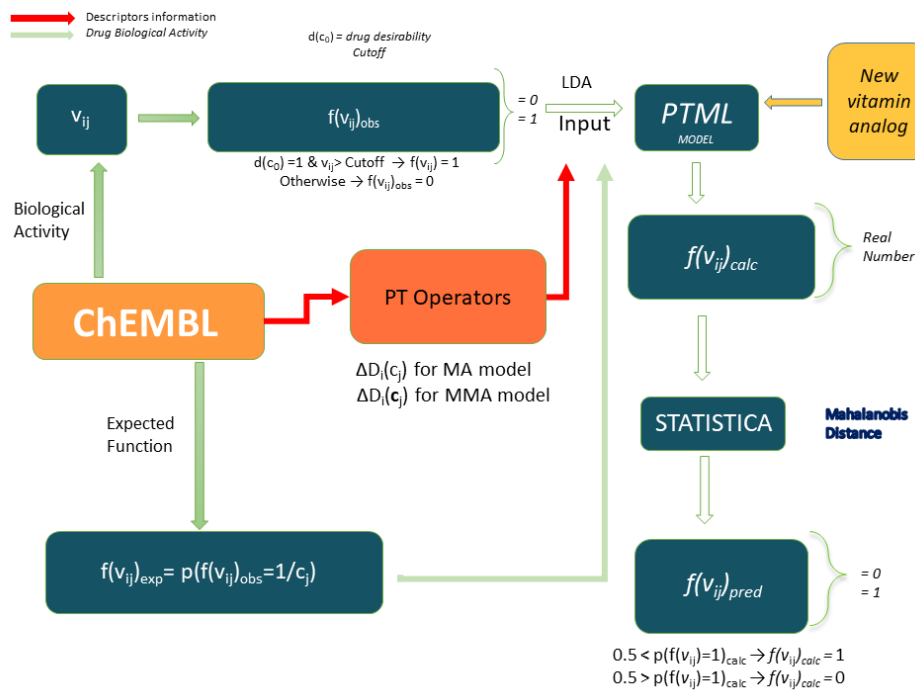 Descriptors information
Drug Biological Activity
d(c₀) = drug desirability
Cutoff
vᵢⱼ
f(vᵢⱼ)obs
= 0
= 1
LDA
Input
PTML
MODEL
New
vitamin
analog
d(c₀) =1 & vᵢⱼ> Cutoff → f(vᵢⱼ) = 1
Otherwise → f(vᵢⱼ)obs = 0
Biological
Activity
f(vᵢⱼ)calc
Real
Number
ChEMBL
PT Operators
ΔDᵢ(cⱼ) for MA model
ΔDᵢ(cⱼ) for MMA model
Expected
Function
STATISTICA
Mahalanobis
Distance
f(vᵢⱼ)exp= p(f(vᵢⱼ)obs=1/cⱼ)
f(vᵢⱼ)pred
= 0
= 1
0.5 < p(f(vᵢⱼ)=1)calc → f(vᵢⱼ)calc = 1
0.5 > p(f(vᵢⱼ)=1)calc → f(vᵢⱼ)calc = 0